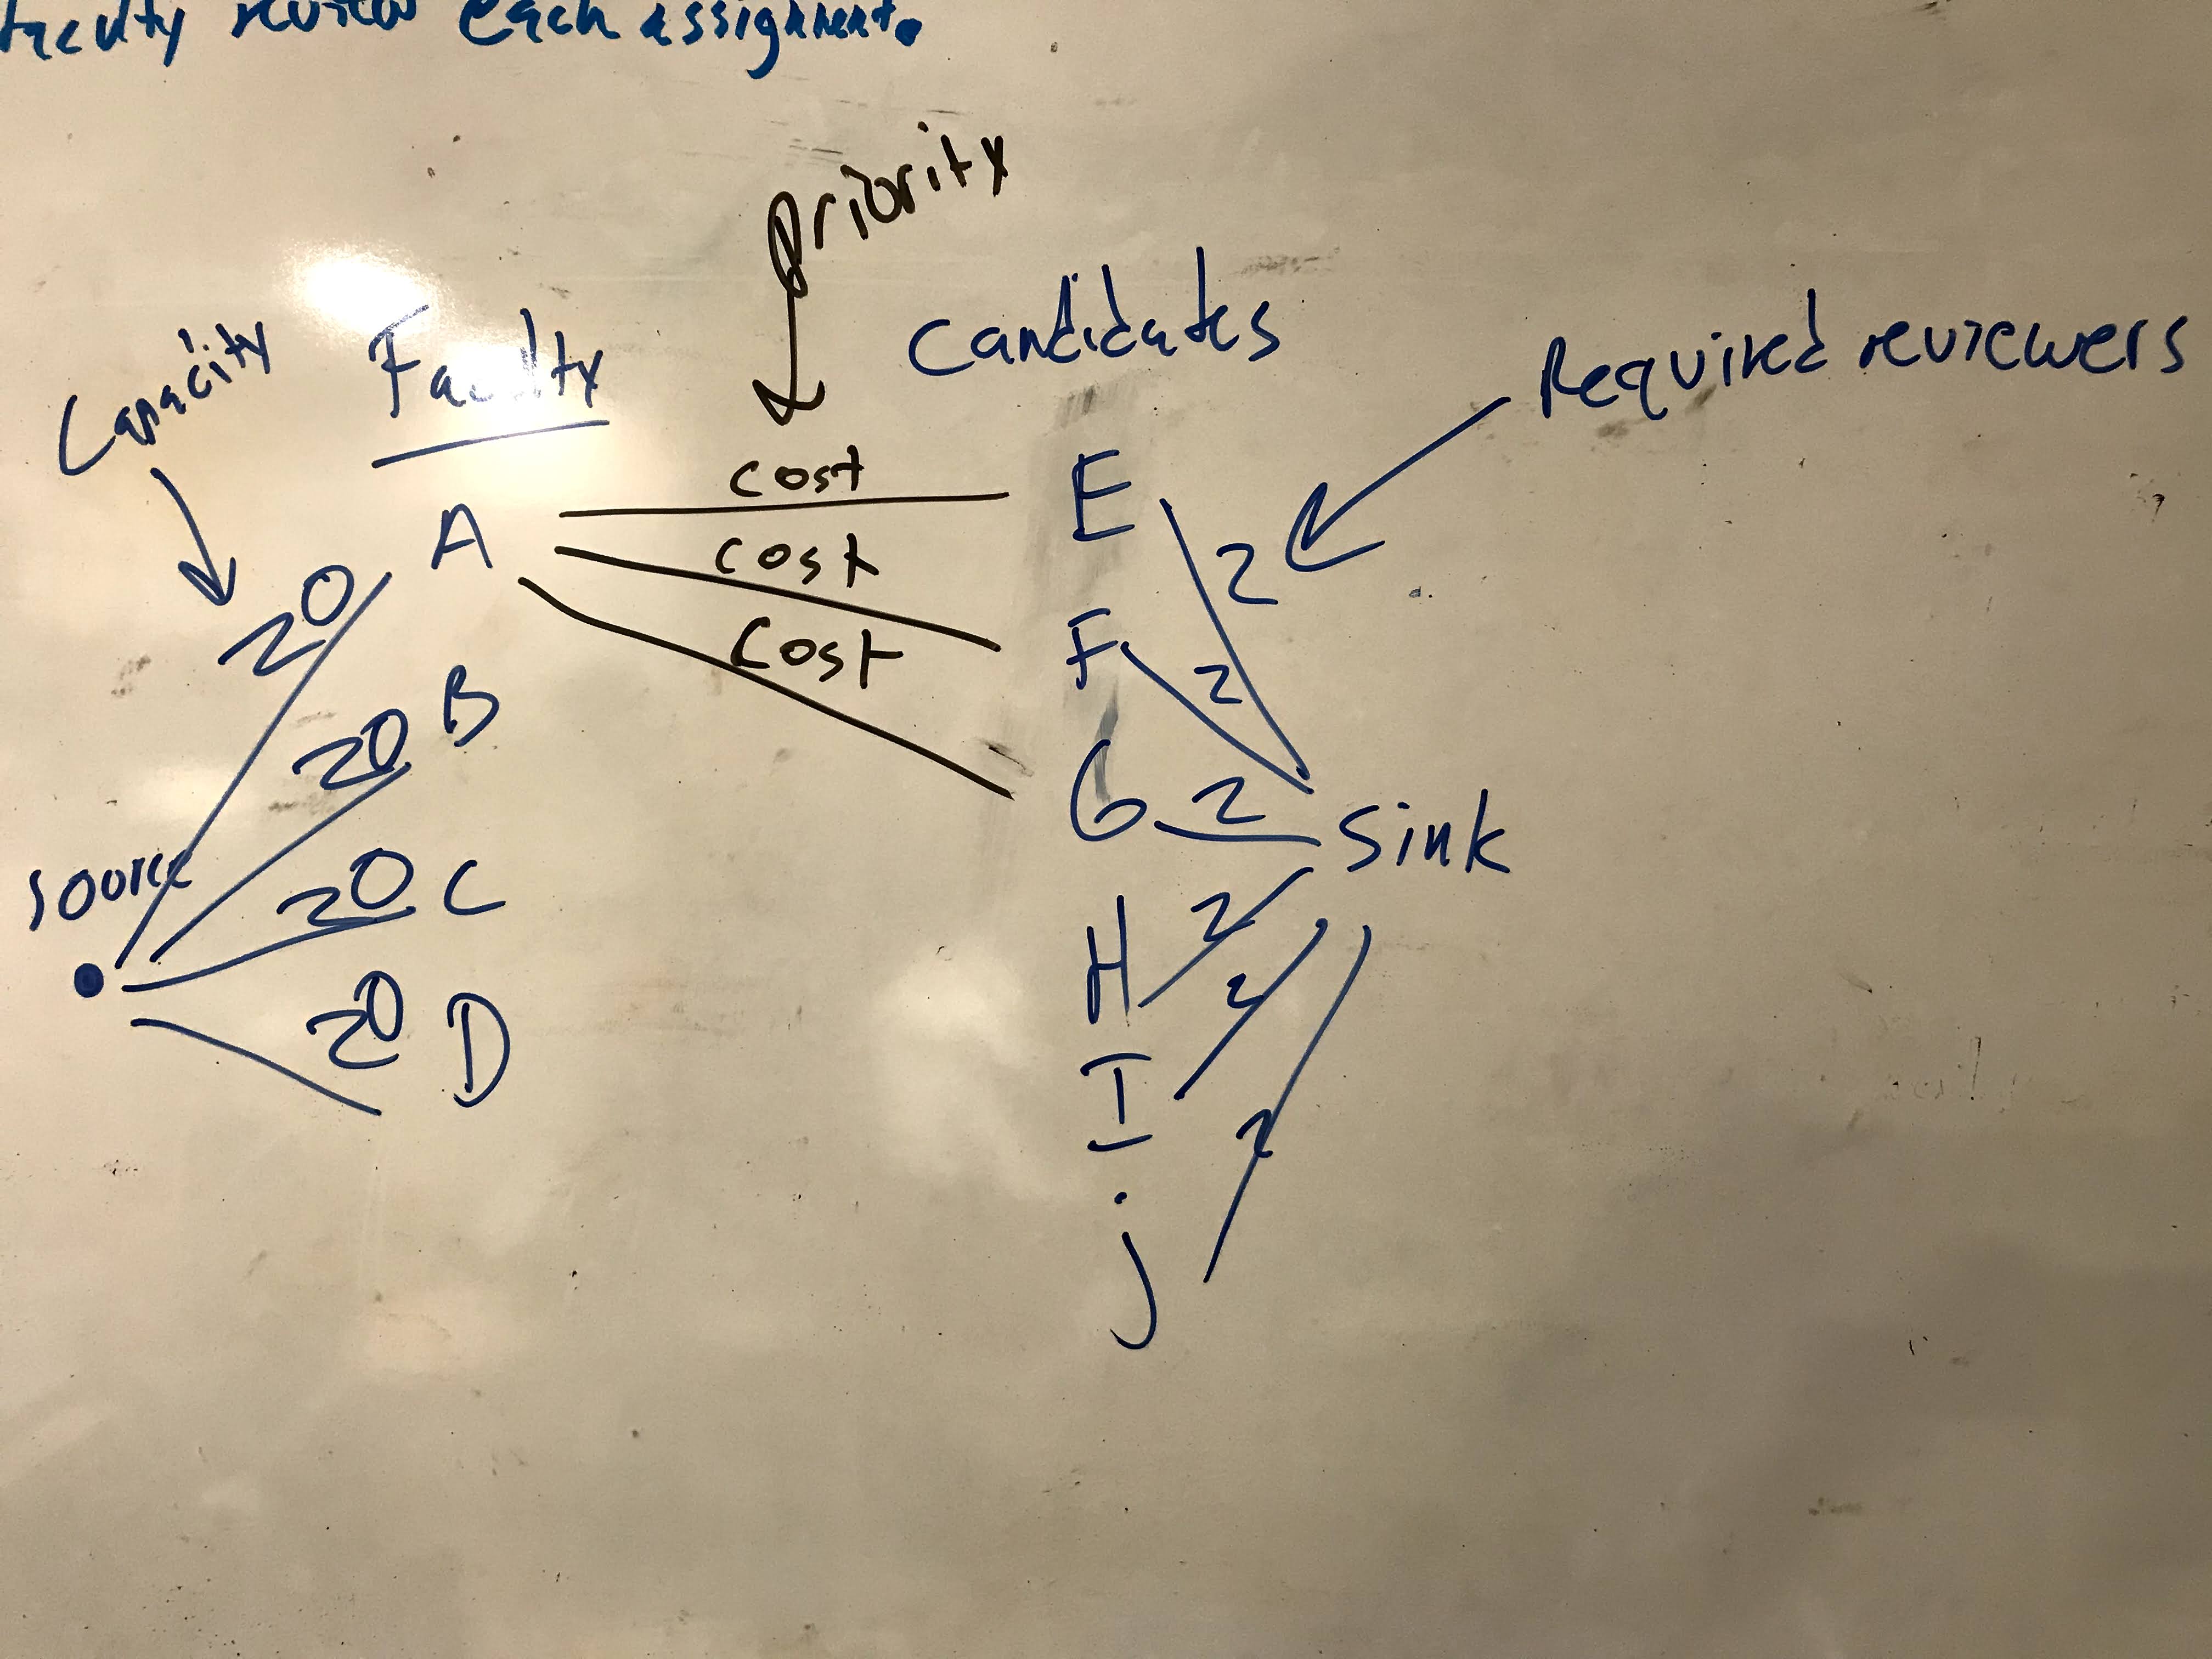 faculty review each assignment.
Priority
Capacity Faculty Candidates Required reviewers
cost
A E
cost
20 2
cost
F
2
B
20
G 2
Sink
source 20 C
H 2
20 D
2
I
2
j